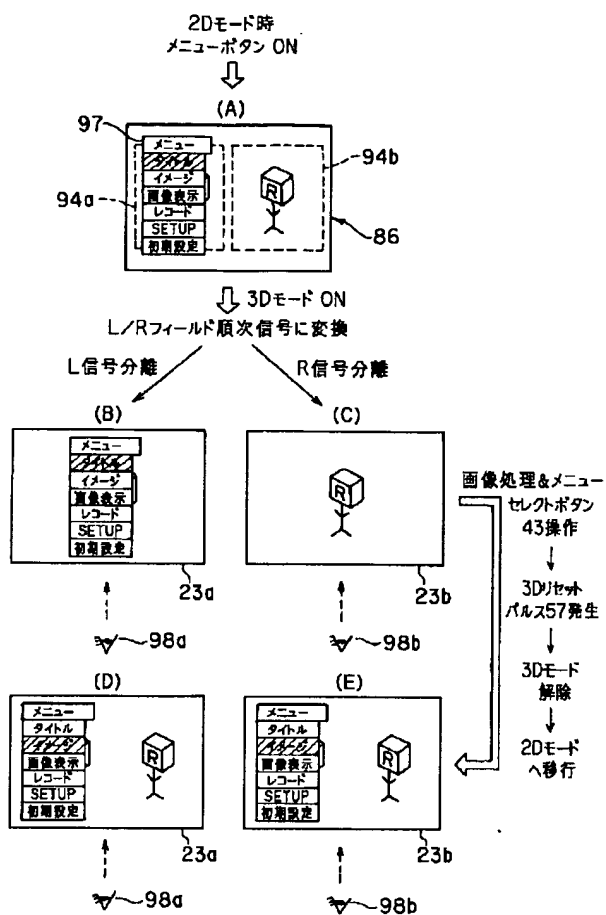 2Dモード時
メニューボタン ON
(A)
97
メニュー
タイトル
イメージ
画像表示
レコード
SETUP
初期設定
94a
R
94b
86
3Dモード ON
L/Rフィールド順次信号に変換
L信号分離
R信号分離
(B)
メニュー
タイトル
イメージ
画像表示
レコード
SETUP
初期設定
23a
98a
(C)
R
23b
98b
画像処理&メニュー
セレクトボタン
43操作
3Dリセット
パルス57発生
3Dモード
解除
2Dモード
へ移行
(D)
メニュー
タイトル
イメージ
画像表示
レコード
SETUP
初期設定
R
23a
98a
(E)
メニュー
タイトル
イメージ
画像表示
レコード
SETUP
初期設定
R
23b
98b